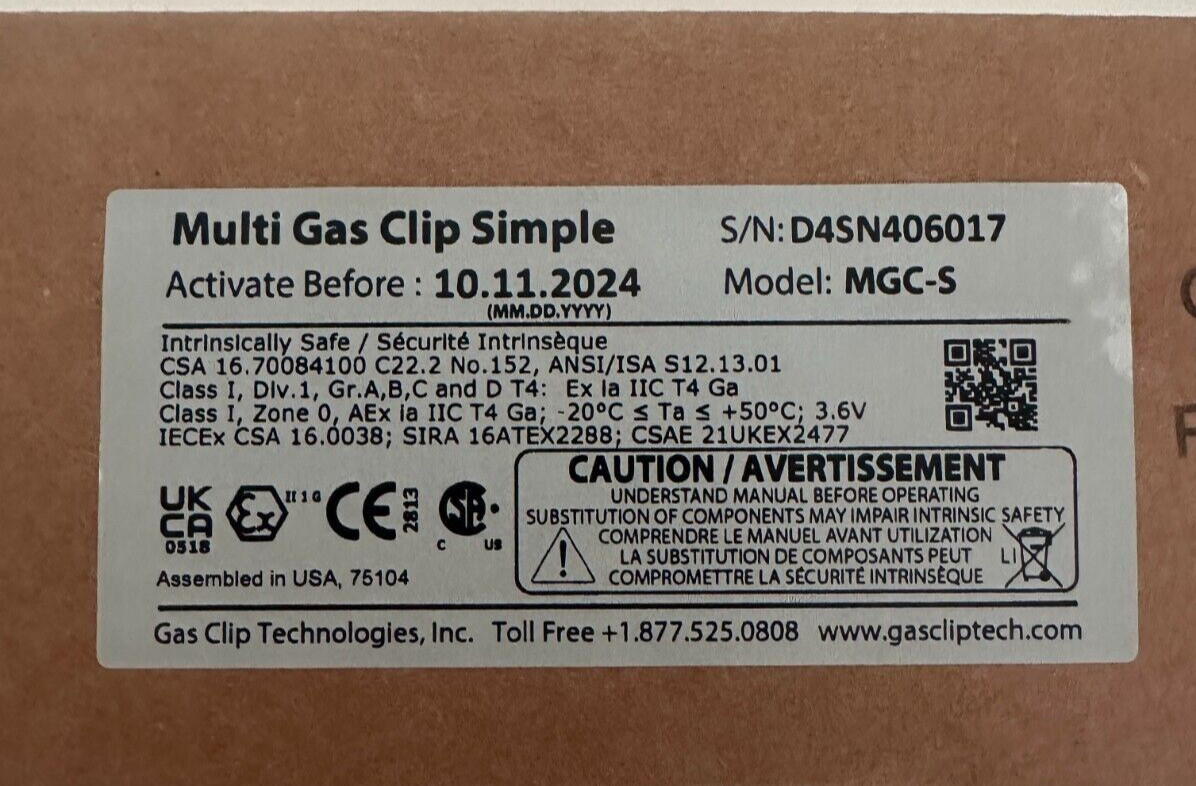 Multi Gas Clip Simple S/N: D4SN406017
Activate Before : 10.11.2024 Model: MGC-S
(MM.DD.YYYY)
Intrinsically Safe / Sécurité Intrinsèque
CSA 16.70084100 C22.2 No.152, ANSI/ISA S12.13.01
Class I, Div.1, Gr.A,B,C and D T4: Ex ia IIC T4 Ga
Class I, Zone 0, AEx ia IIC T4 Ga; -20°C ≤ Ta ≤ +50°C; 3.6V
IECEx CSA 16.0038; SIRA 16ATEX2288; CSAE 21UKEX2477
UK
CA
0518
Ex II 1 G
CE 2813
C SA US
Assembled in USA, 75104
CAUTION / AVERTISSEMENT
UNDERSTAND MANUAL BEFORE OPERATING
SUBSTITUTION OF COMPONENTS MAY IMPAIR INTRINSIC SAFETY
COMPRENDRE LE MANUEL AVANT UTILIZATION
LA SUBSTITUTION DE COMPOSANTS PEUT
COMPROMETTRE LA SÉCURITÉ INTRINSÈQUE
LI
Gas Clip Technologies, Inc. Toll Free +1.877.525.0808 www.gascliptech.com